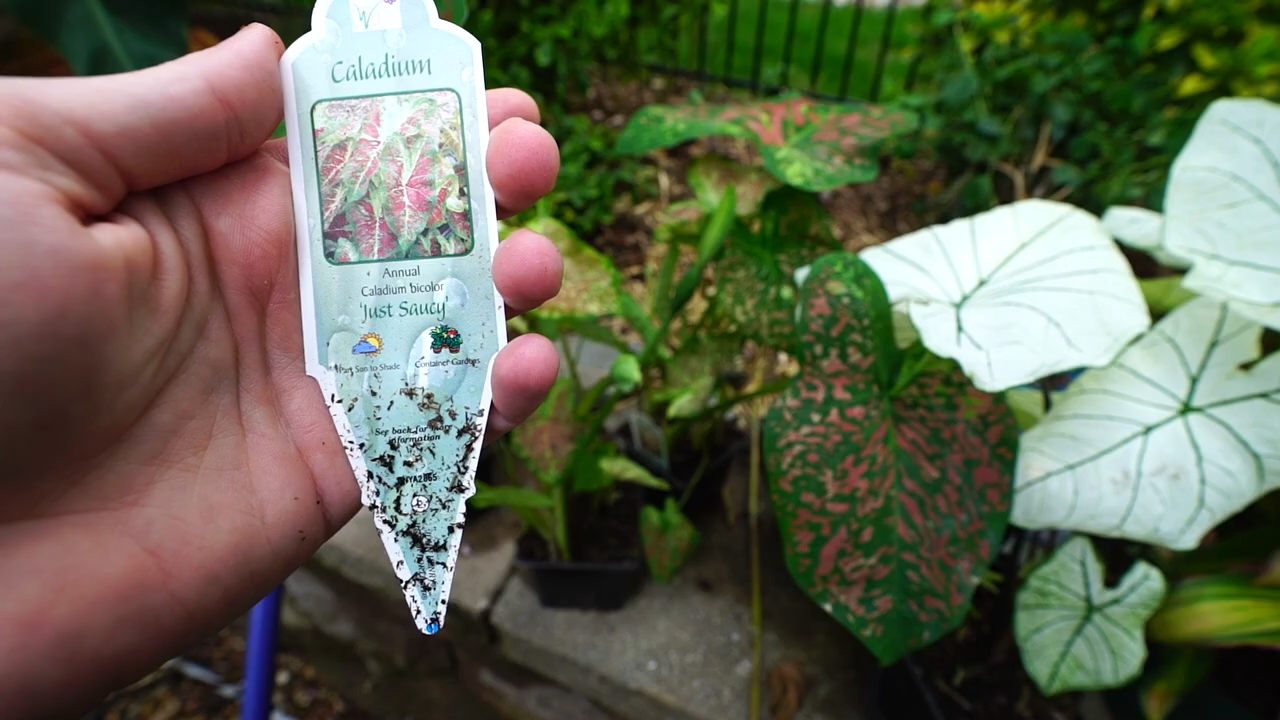 Caladium
Annual
Caladium bicolor
'Just Saucy'
Part Sun to Shade
Container Gardens
See back for more
information